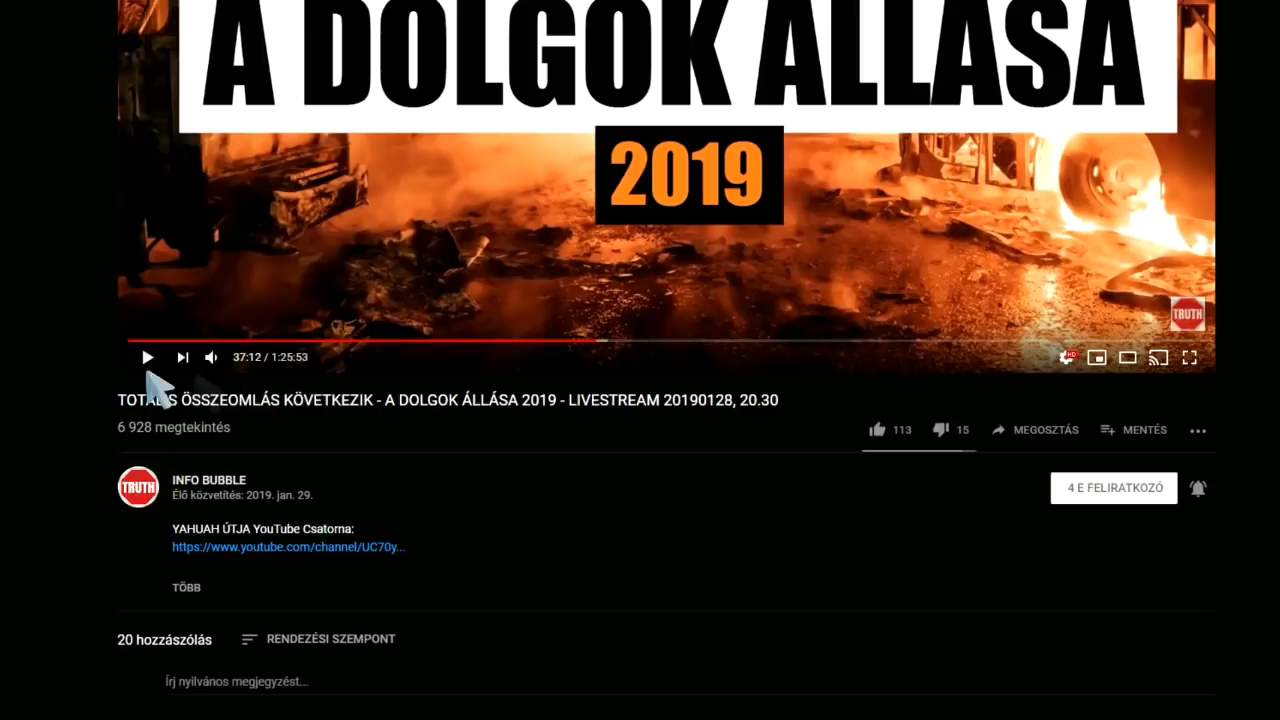 A DOLGOK ÁLLÁSA
2019
TRUTH
HD
37:12 / 1:25:53
TOTÁLIS ÖSSZEOMLÁS KÖVETKEZIK - A DOLGOK ÁLLÁSA 2019 - LIVESTREAM 20190128, 20.30
6 928 megtekintés
113
15
MEGOSZTÁS
MENTÉS
TRUTH
INFO BUBBLE
Élő közvetítés: 2019. jan. 29.
4 E FELIRATKOZÓ
YAHUAH ÚTJA YouTube Csatorna:
https://www.youtube.com/channel/UC70y...
TÖBB
20 hozzászólás
RENDEZÉSI SZEMPONT
Írj nyilvános megjegyzést...